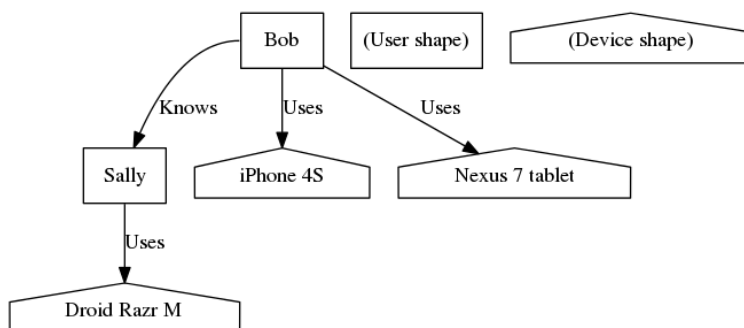 Bob
(User shape)
(Device shape)
Knows
Uses
Uses
Sally
iPhone 4S
Nexus 7 tablet
Uses
Droid Razr M